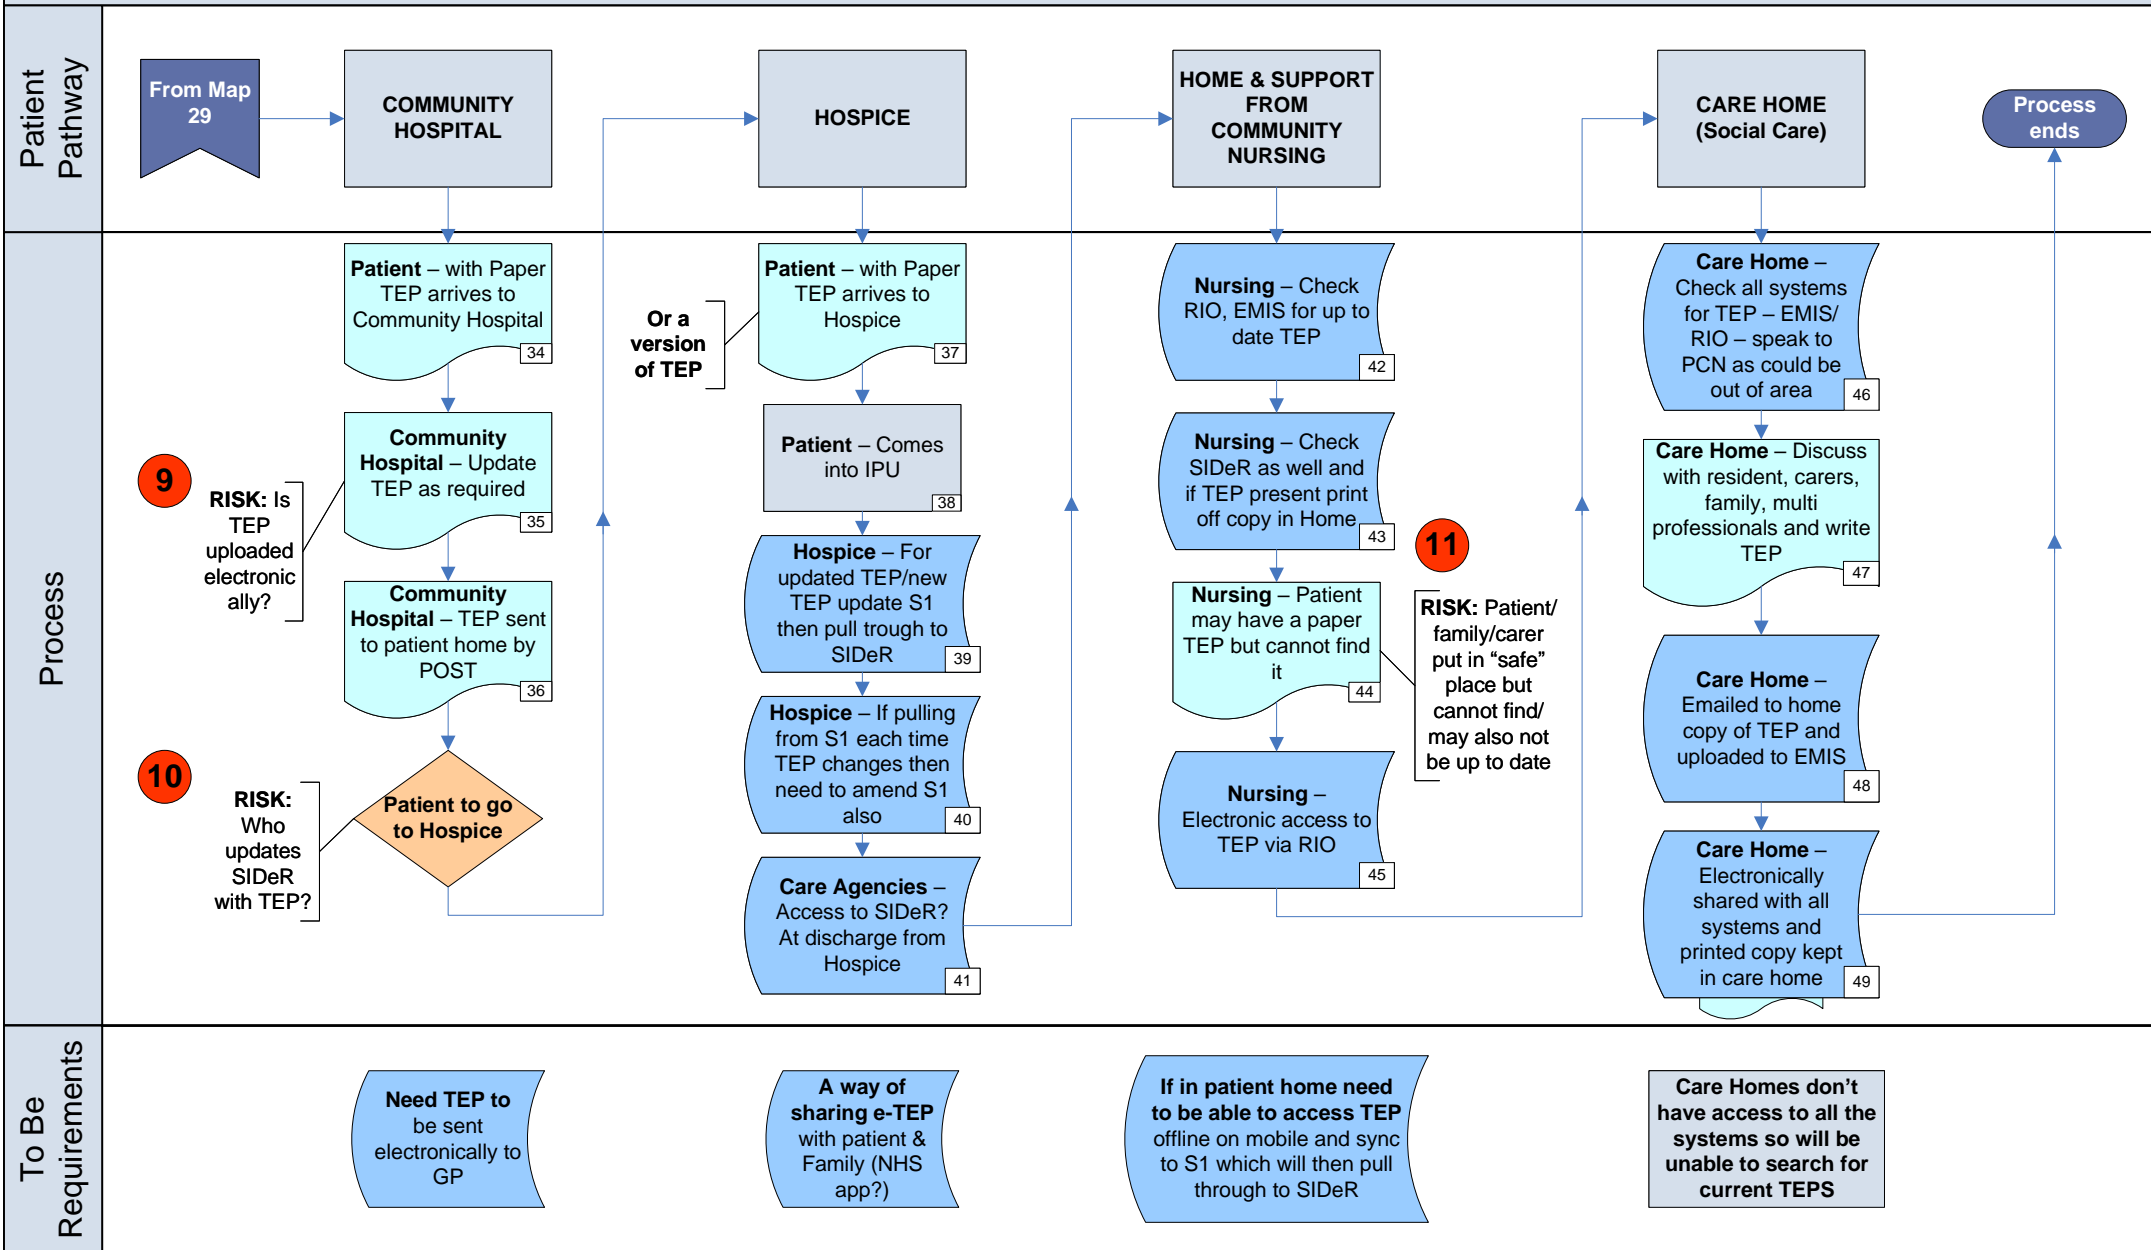 Patient
Pathway
From Map
29
COMMUNITY
HOSPITAL
HOSPICE
HOME & SUPPORT
FROM
COMMUNITY
NURSING
CARE HOME
(Social Care)
Process
ends
Process
Patient – with Paper
TEP arrives to
Community Hospital
34
9
RISK: Is
TEP
uploaded
electronic
ally?
Community
Hospital – Update
TEP as required
35
Community
Hospital – TEP sent
to patient home by
POST
36
10
RISK:
Who
updates
SIDeR
with TEP?
Patient to go
to Hospice
Or a
version
of TEP
Patient – with Paper
TEP arrives to
Hospice
37
Patient – Comes
into IPU
38
Hospice – For
updated TEP/new
TEP update S1
then pull trough to
SIDeR
39
Hospice – If pulling
from S1 each time
TEP changes then
need to amend S1
also
40
Care Agencies –
Access to SIDeR?
At discharge from
Hospice
41
Nursing – Check
RIO, EMIS for up to
date TEP
42
Nursing – Check
SIDeR as well and
if TEP present print
off copy in Home
43
11
Nursing – Patient
may have a paper
TEP but cannot find
it
44
RISK: Patient/
family/carer
put in “safe”
place but
cannot find/
may also not
be up to date
Nursing –
Electronic access to
TEP via RIO
45
Care Home –
Check all systems
for TEP – EMIS/
RIO – speak to
PCN as could be
out of area
46
Care Home – Discuss
with resident, carers,
family, multi
professionals and write
TEP
47
Care Home –
Emailed to home
copy of TEP and
uploaded to EMIS
48
Care Home –
Electronically
shared with all
systems and
printed copy kept
in care home
49
To Be
Requirements
Need TEP to
be sent
electronically to
GP
A way of
sharing e-TEP
with patient &
Family (NHS
app?)
If in patient home need
to be able to access TEP
offline on mobile and sync
to S1 which will then pull
through to SIDeR
Care Homes don’t
have access to all the
systems so will be
unable to search for
current TEPS